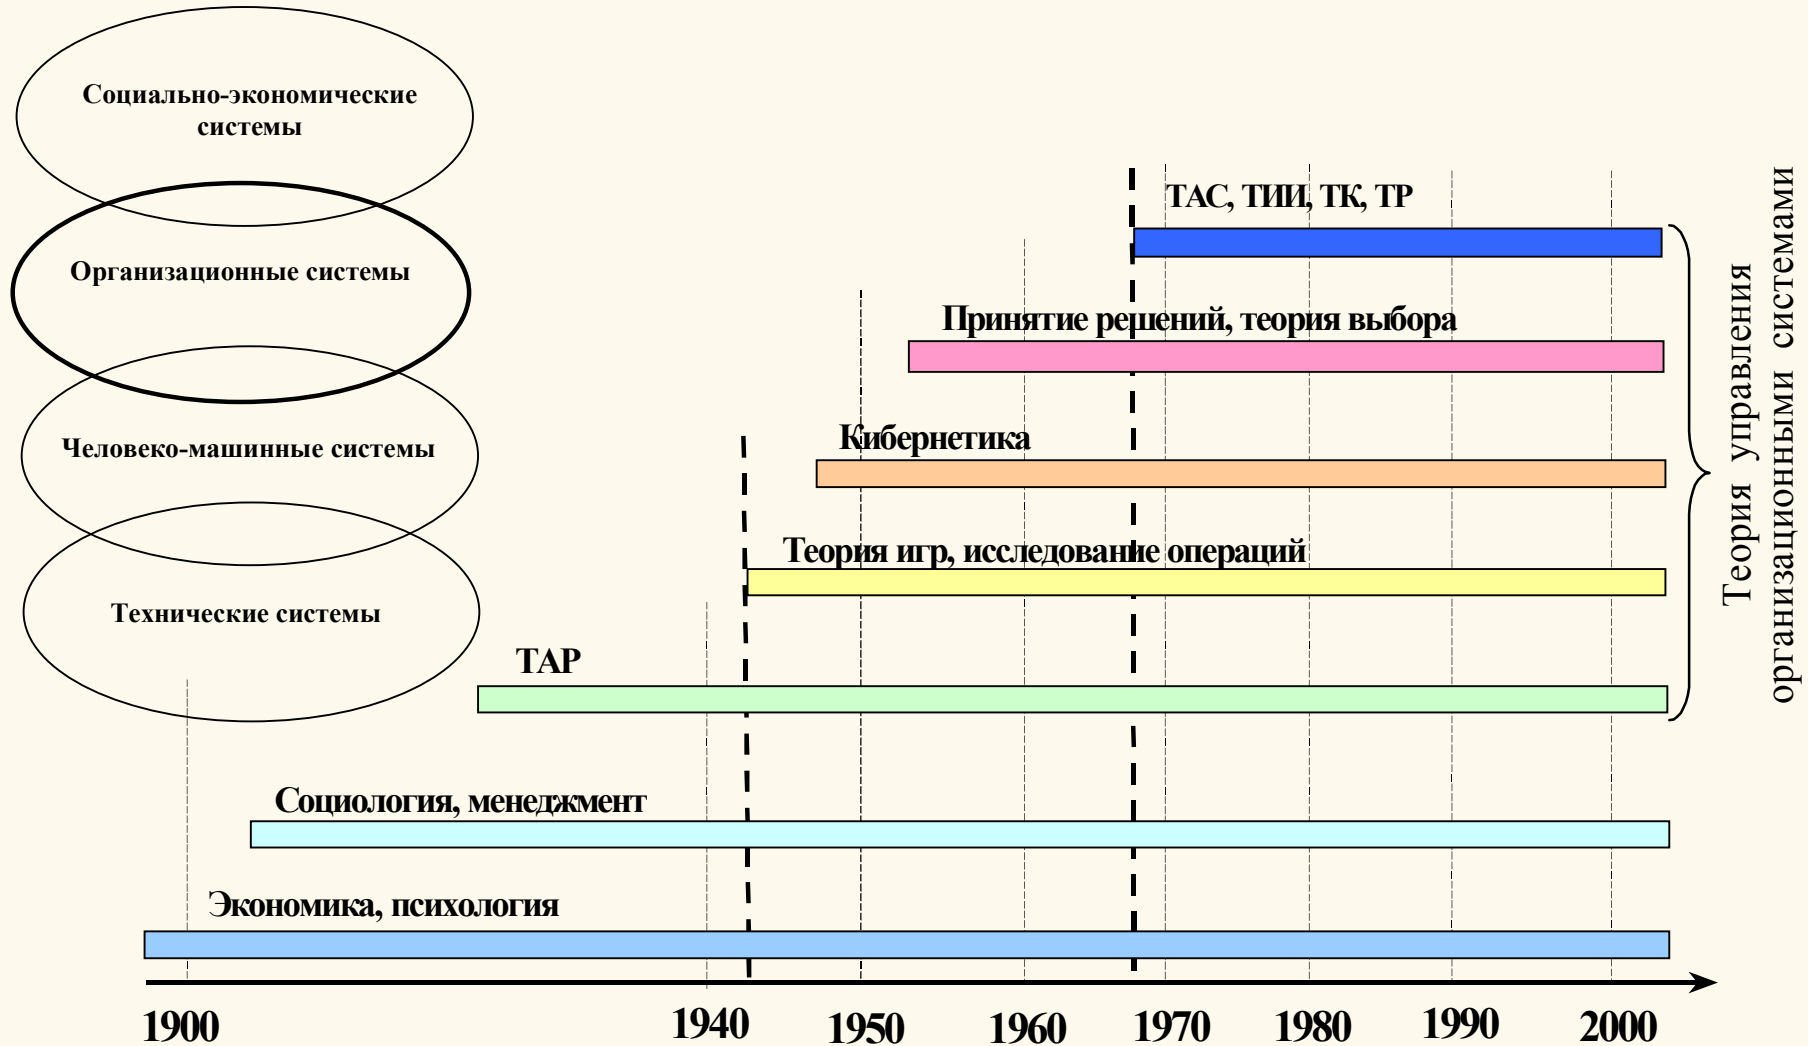 Социально-экономические
системы
Организационные системы
Человеко-машинные системы
Технические системы
ТАС, ТИИ, ТК, ТР
Принятие решений, теория выбора
Кибернетика
Теория игр, исследование операций
ТАР
Социология, менеджмент
Экономика, психология
Теория управления
организационными системами
1900
1940
1950
1960
1970
1980
1990
2000